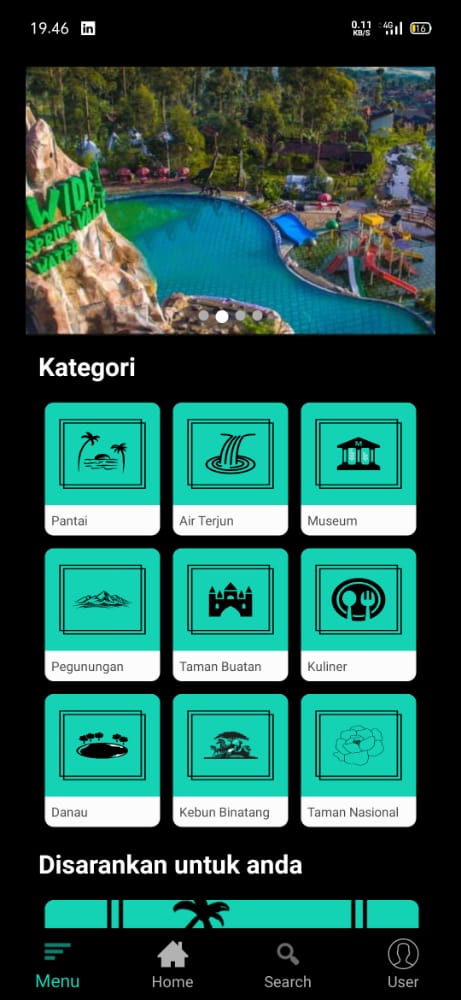 19.46
in
0.11
KB/S
4G
16
WIDE
SPRING
WATER
Kategori
Pantai
Air Terjun
M
Museum
Pegunungan
Taman Buatan
Kuliner
Danau
Kebun Binatang
Taman Nasional
Disarankan untuk anda
Menu
Home
Search
User